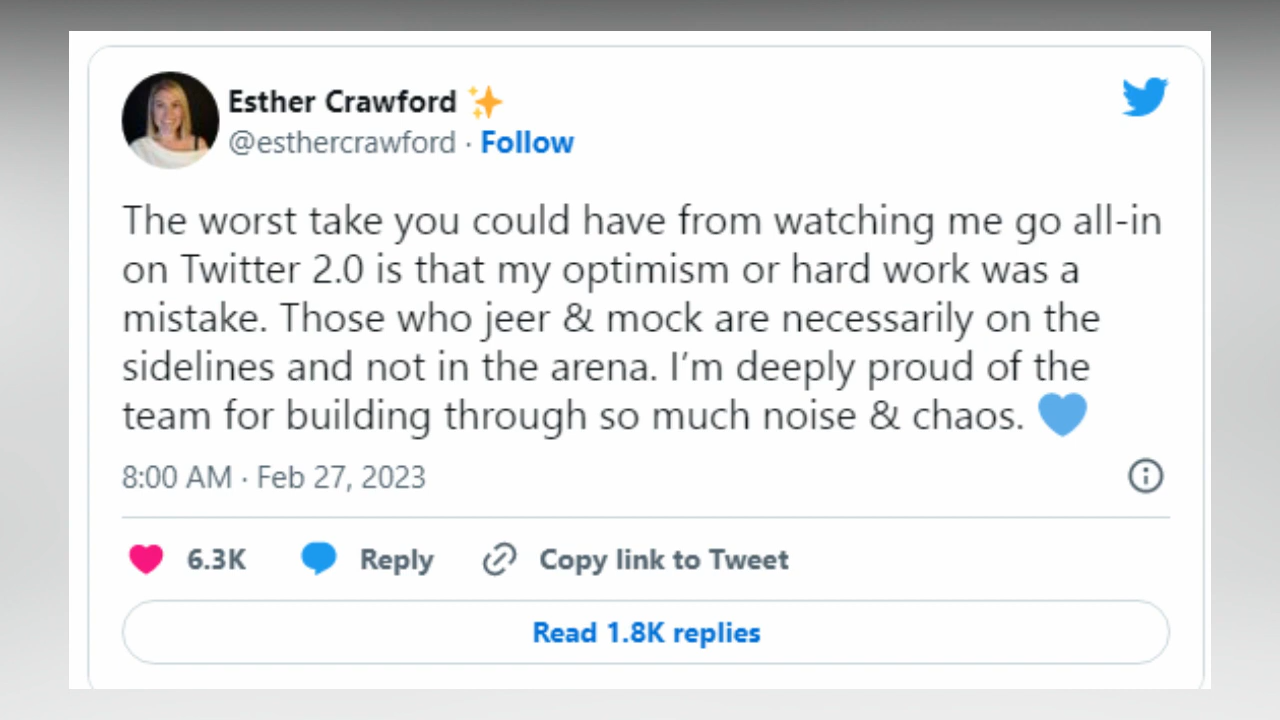 Esther Crawford ✨
@esthercrawford · Follow
The worst take you could have from watching me go all-in
on Twitter 2.0 is that my optimism or hard work was a
mistake. Those who jeer & mock are necessarily on the
sidelines and not in the arena. I’m deeply proud of the
team for building through so much noise & chaos. 💙
8:00 AM · Feb 27, 2023
6.3K Reply Copy link to Tweet
Read 1.8K replies